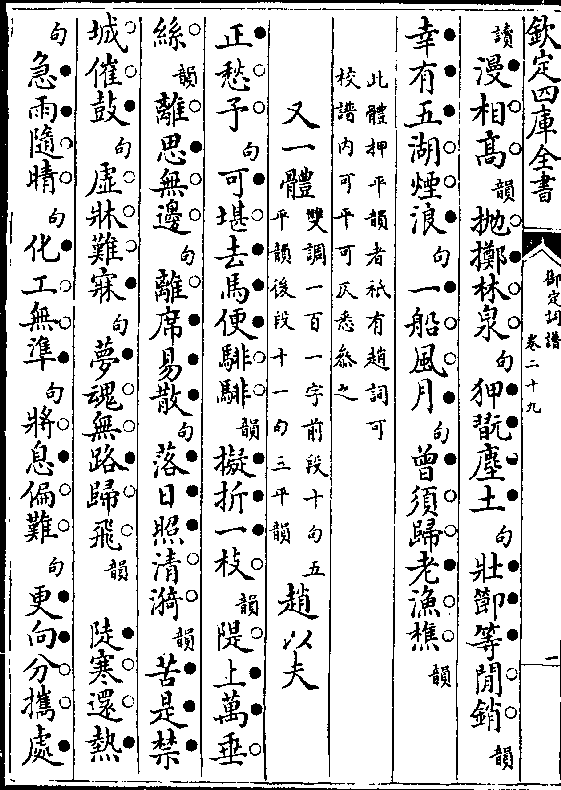 欽定四庫全書 御定詞譜 卷二十九 一
讀漫相高韻拋擲林泉句狎翫塵土句壯節等閒銷韻
幸有五湖煙浪句一船風月句曾須歸老漁樵韻
此體押平韻者祇有趙詞可
校譜內可平可仄悉參之
又一體雙調一百一字前段十句五
平韻後段十一句三平韻趙以夫
正愁予句可堪去馬便騑騑韻擬折一枝韻隄上萬垂
絲韻離思無邊句離席易散句落日照清漪韻苦是禁
城催鼓句虛牀難寐句夢魂無路歸飛韻 陡寒還熱
句急雨隨晴句化工無準句將息偏難句更向分攜處